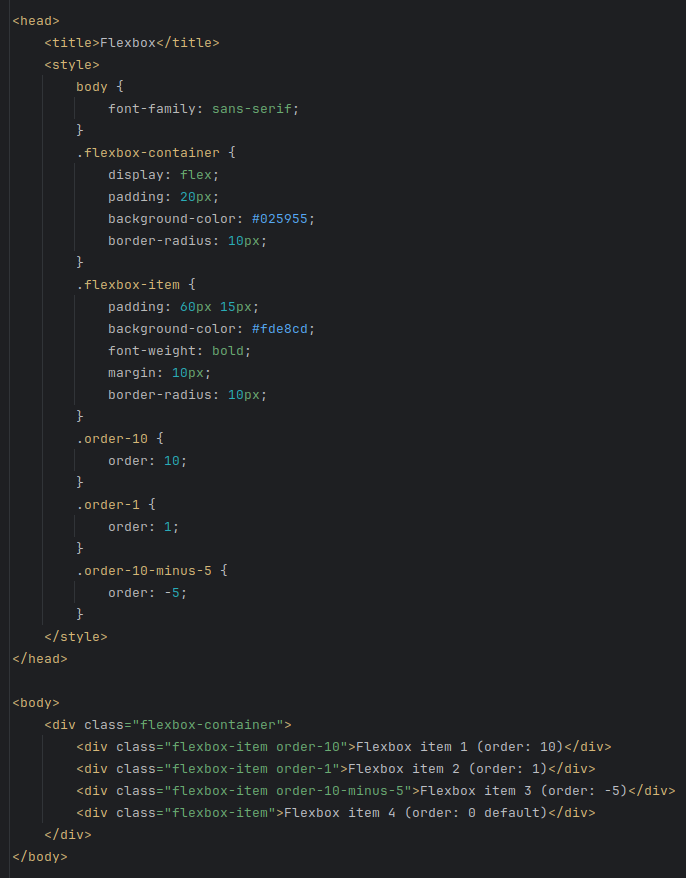 <head>
    <title>Flexbox</title>
    <style>
        body {
            font-family: sans-serif;
        }
        .flexbox-container {
            display: flex;
            padding: 20px;
            background-color: #025955;
            border-radius: 10px;
        }
        .flexbox-item {
            padding: 60px 15px;
            background-color: #fde8cd;
            font-weight: bold;
            margin: 10px;
            border-radius: 10px;
        }
        .order-10 {
            order: 10;
        }
        .order-1 {
            order: 1;
        }
        .order-10-minus-5 {
            order: -5;
        }
    </style>
</head>

<body>
    <div class="flexbox-container">
        <div class="flexbox-item order-10">Flexbox item 1 (order: 10)</div>
        <div class="flexbox-item order-1">Flexbox item 2 (order: 1)</div>
        <div class="flexbox-item order-10-minus-5">Flexbox item 3 (order: -5)</div>
        <div class="flexbox-item">Flexbox item 4 (order: 0 default)</div>
    </div>
</body>